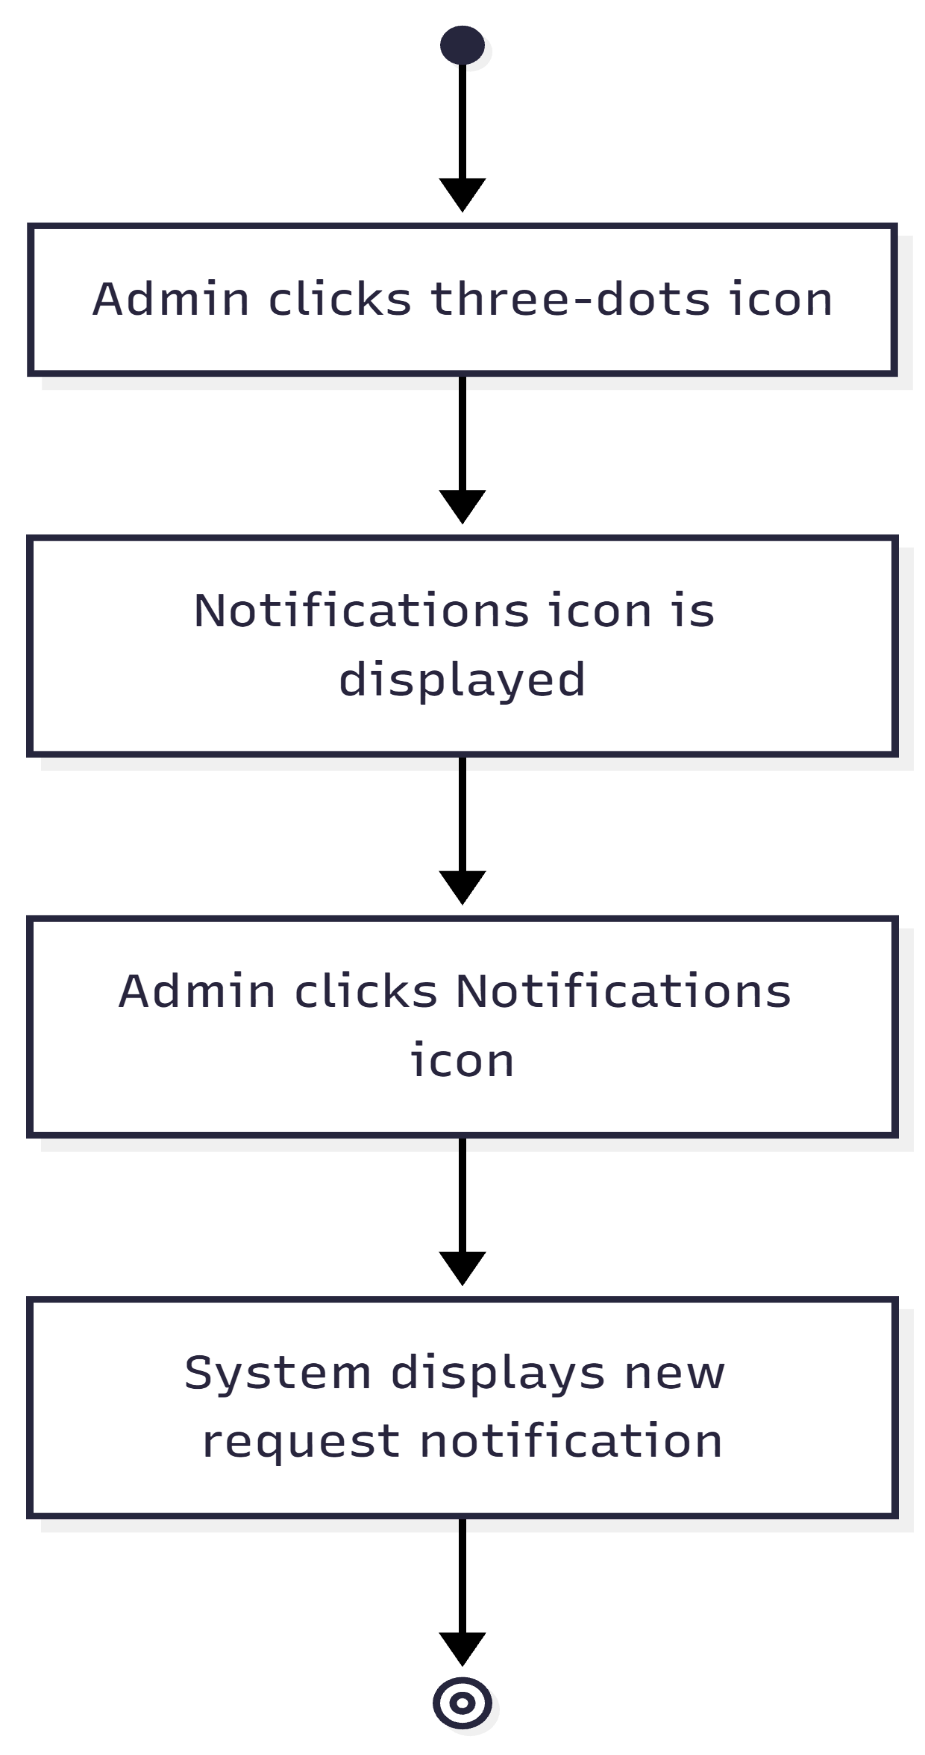 Admin clicks three-dots icon
Notifications icon is
displayed
Admin clicks Notifications
icon
System displays new
request notification